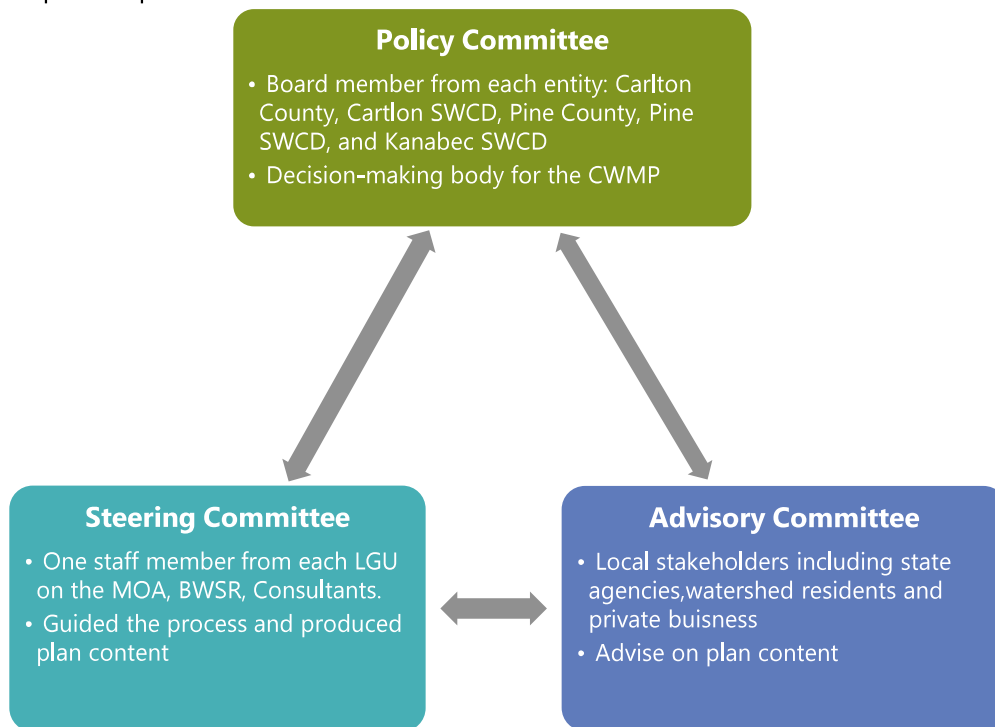 Policy Committee
• Board member from each entity: Carlton
County, Cartlon SWCD, Pine County, Pine
SWCD, and Kanabec SWCD
• Decision-making body for the CWMP
Steering Committee
• One staff member from each LGU
on the MOA, BWSR, Consultants.
• Guided the process and produced
plan content
Advisory Committee
• Local stakeholders including state
agencies,watershed residents and
private buisness
• Advise on plan content